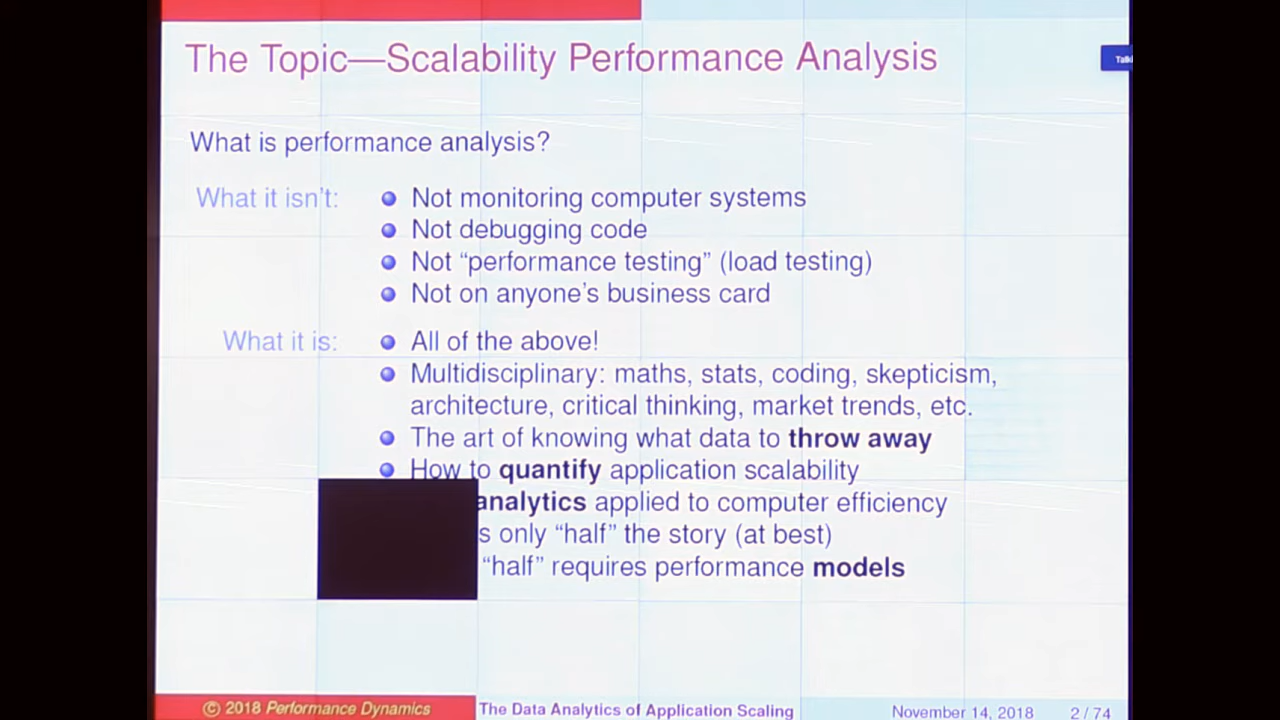 The Topic—Scalability Performance Analysis
Talki
What is performance analysis?
What it isn't:
Not monitoring computer systems
Not debugging code
Not “performance testing” (load testing)
Not on anyone's business card
What it is:
All of the above!
Multidisciplinary: maths, stats, coding, skepticism,
architecture, critical thinking, market trends, etc.
The art of knowing what data to throw away
How to quantify application scalability
analytics applied to computer efficiency
only “half” the story (at best)
“half” requires performance models
© 2018 Performance Dynamics
The Data Analytics of Application Scaling
November 14, 2018
2 / 74